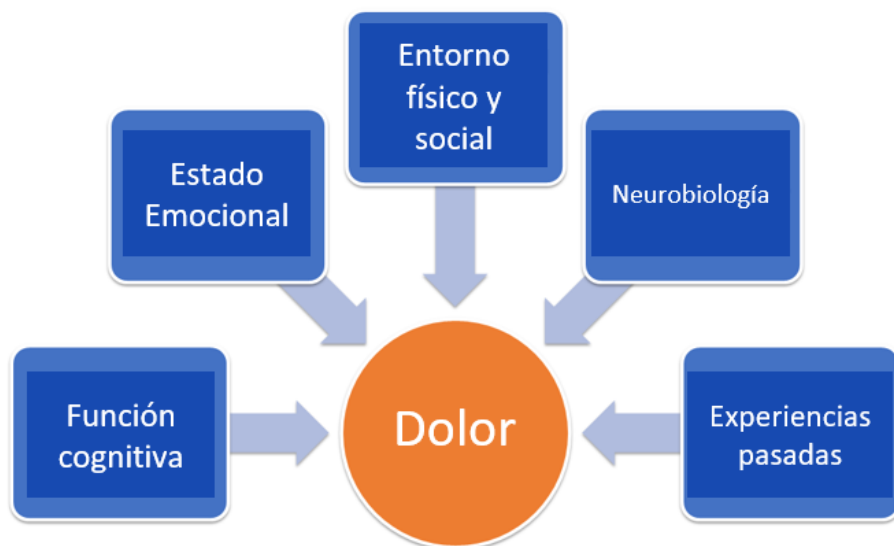 Entorno
físico y
social
Estado
Emocional
Neurobiología
Función
cognitiva
Dolor
Experiencias
pasadas